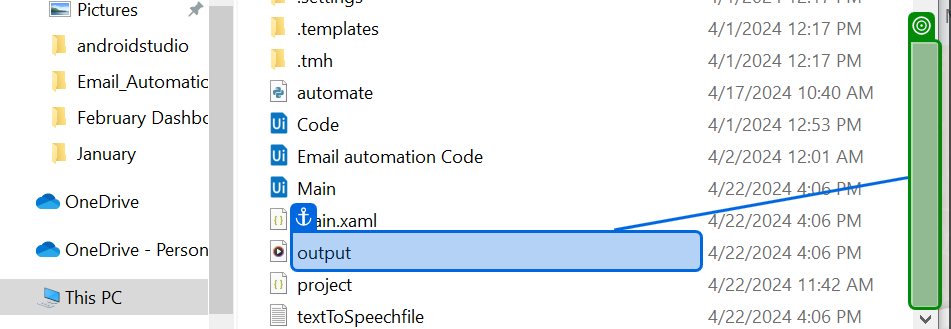 .settings 4/1/2024 12:17 PM
Pictures
.templates 4/1/2024 12:17 PM
androidstudio
.tmh 4/1/2024 12:17 PM
Email_Automatic
automate 4/17/2024 10:40 AM
February Dashbo
Code 4/1/2024 12:53 PM
January
Email automation Code 4/2/2024 12:01 AM
Main 4/22/2024 4:06 PM
OneDrive
ain.xaml 4/22/2024 4:06 PM
OneDrive - Person
output 4/22/2024 4:06 PM
project 4/22/2024 11:42 AM
This PC
textToSpeechfile 4/22/2024 4:06 PM